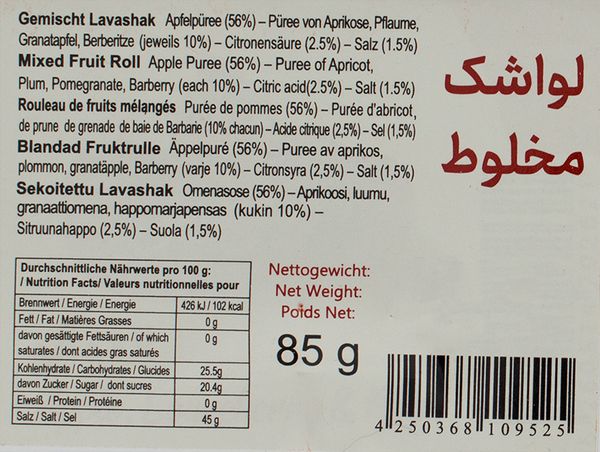 Gemischt Lavashak Apfelpüree (56%) – Püree von Aprikose, Pflaume,
Granatapfel, Berberitze (jeweils 10%) – Citronensäure (2.5%) – Salz (1.5%)
Mixed Fruit Roll Apple Puree (56%) – Puree of Apricot,
Plum, Pomegranate, Barberry (each 10%) – Citric acid(2.5%) - Salt (1.5%)
Rouleau de fruits mélangés Purée de pommes (56%) – Purée d'abricot,
de prune de grenade de baie de Barbarie (10% chacun) – Acide citrique (2,5%) – Sel (1,5%)
Blandad Fruktrulle Äppelpuré (56%) – Puree av aprikos,
plommon, granatäpple, Barberry (varje 10%) – Citronsyra (2,5%) – Salt (1,5%)
Sekoitettu Lavashak Omenasose (56%) – Aprikoosi, luumu,
granaattiomena, happomarjapensas (kukin 10%) –
Sitruunahappo (2,5%) – Suola (1,5%)
لواشک
مخلوط
Durchschnittliche Nährwerte pro 100 g:
/ Nutrition Facts/ Valeurs nutritionnelles pour
Brennwert / Energie / Energie 426 kJ / 102 kcal
Fett / Fat / Matières Grasses 0 g
davon gesättigte Fettsäuren / of which 0 g
saturates / dont acides gras saturés
Kohlenhydrate / Carbohydrates / Glucides 25.5g
davon Zucker / Sugar / dont sucres 20.4g
Eiweiß / Protein / Protéine 0 g
Salz / Salt / Sel 45 g
Nettogewicht:
Net Weight:
Poids Net:
85 g
4 250368 109525